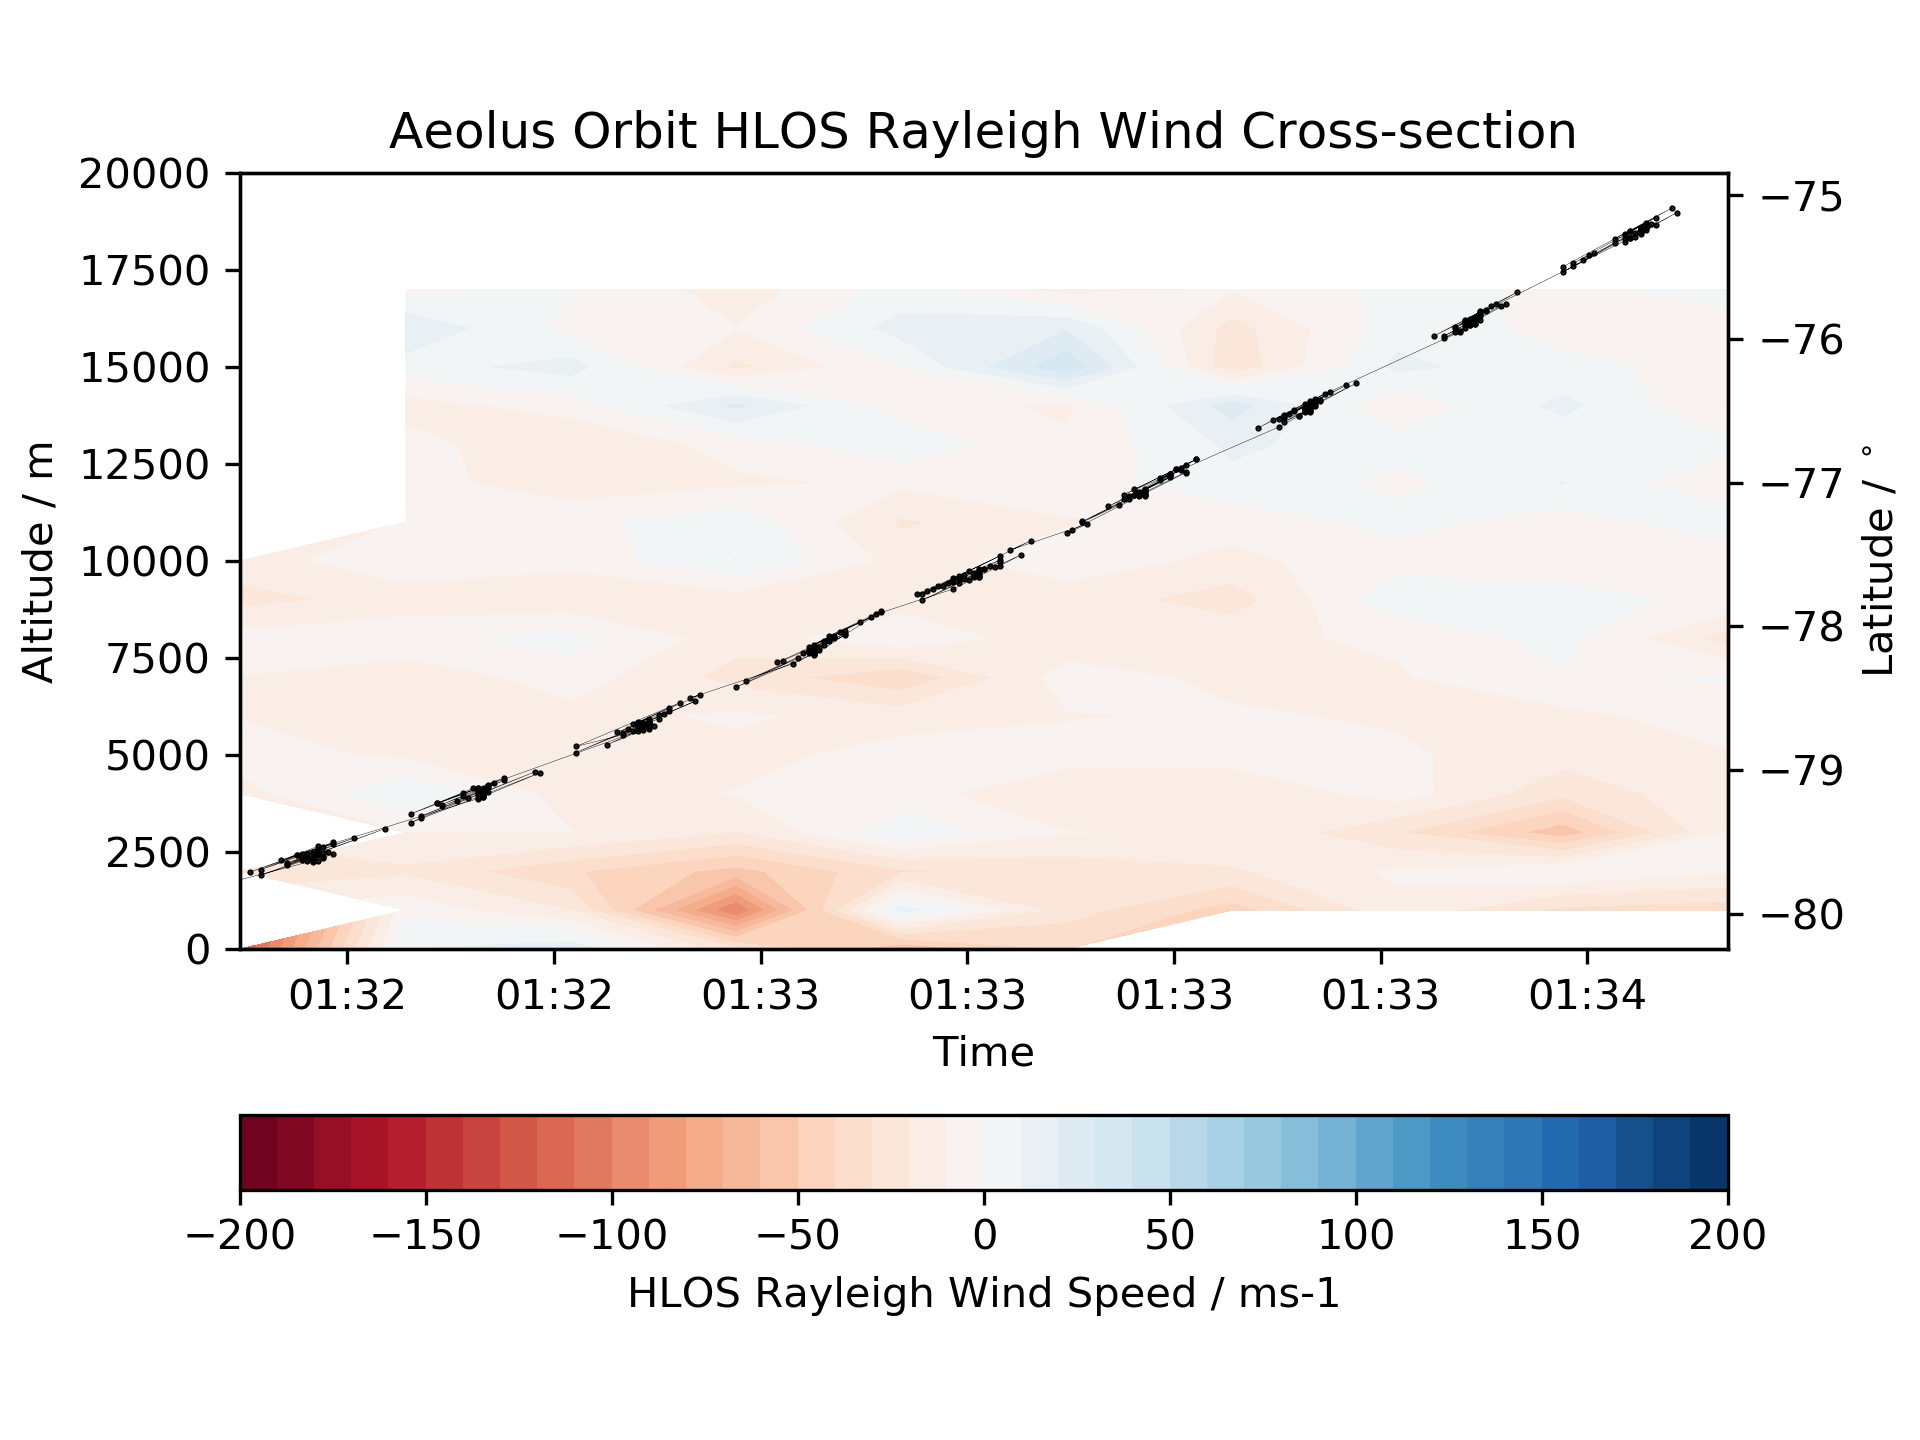 Aeolus Orbit HLOS Rayleigh Wind Cross-section
20000
17500
15000
12500
10000
7500
5000
2500
0
Altitude / m
−75
−76
−77
−78
−79
−80
Latitude / °
01:32 01:32 01:33 01:33 01:33 01:33 01:34
Time
−200 −150 −100 −50 0 50 100 150 200
HLOS Rayleigh Wind Speed / ms-1